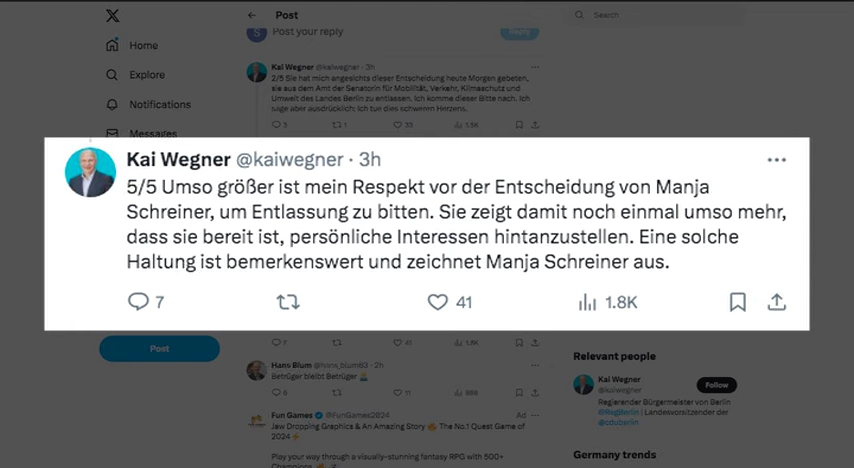 Post
Search
Home
Explore
Notifications
Messages
Post
S
Post your reply
Reply
Kai Wegner @kaiwegner · 3h
2/5 Sie hat mich angesichts dieser Entscheidung heute Morgen gebeten,
sie aus dem Amt der Senatorin für Mobilität, Verkehr, Klimaschutz und
Umwelt des Landes Berlin zu entlassen. Ich komme dieser Bitte nach. Ich
sage aber ausdrücklich: Ich tue dies schweren Herzens.
3 1 33 1.5K
Kai Wegner @kaiwegner · 3h
5/5 Umso größer ist mein Respekt vor der Entscheidung von Manja
Schreiner, um Entlassung zu bitten. Sie zeigt damit noch einmal umso mehr,
dass sie bereit ist, persönliche Interessen hintanzustellen. Eine solche
Haltung ist bemerkenswert und zeichnet Manja Schreiner aus.
7 41 1.8K
7 41 1.8K
Hans Blum @hans_blum63 · 2h
Betrüger bleibt Betrüger
6 11
Fun Games @FunGames2024 Ad
Jaw Dropping Graphics & An Amazing Story The No.1 Quest Game of
2024
Play your way through a visually-stunning fantasy RPG with 500+
Champions
Relevant people
Kai Wegner
@kaiwegner
Follow
Regierender Bürgermeister von Berlin
@RegBerlin | Landesvorsitzender der
@cduberlin
Germany trends